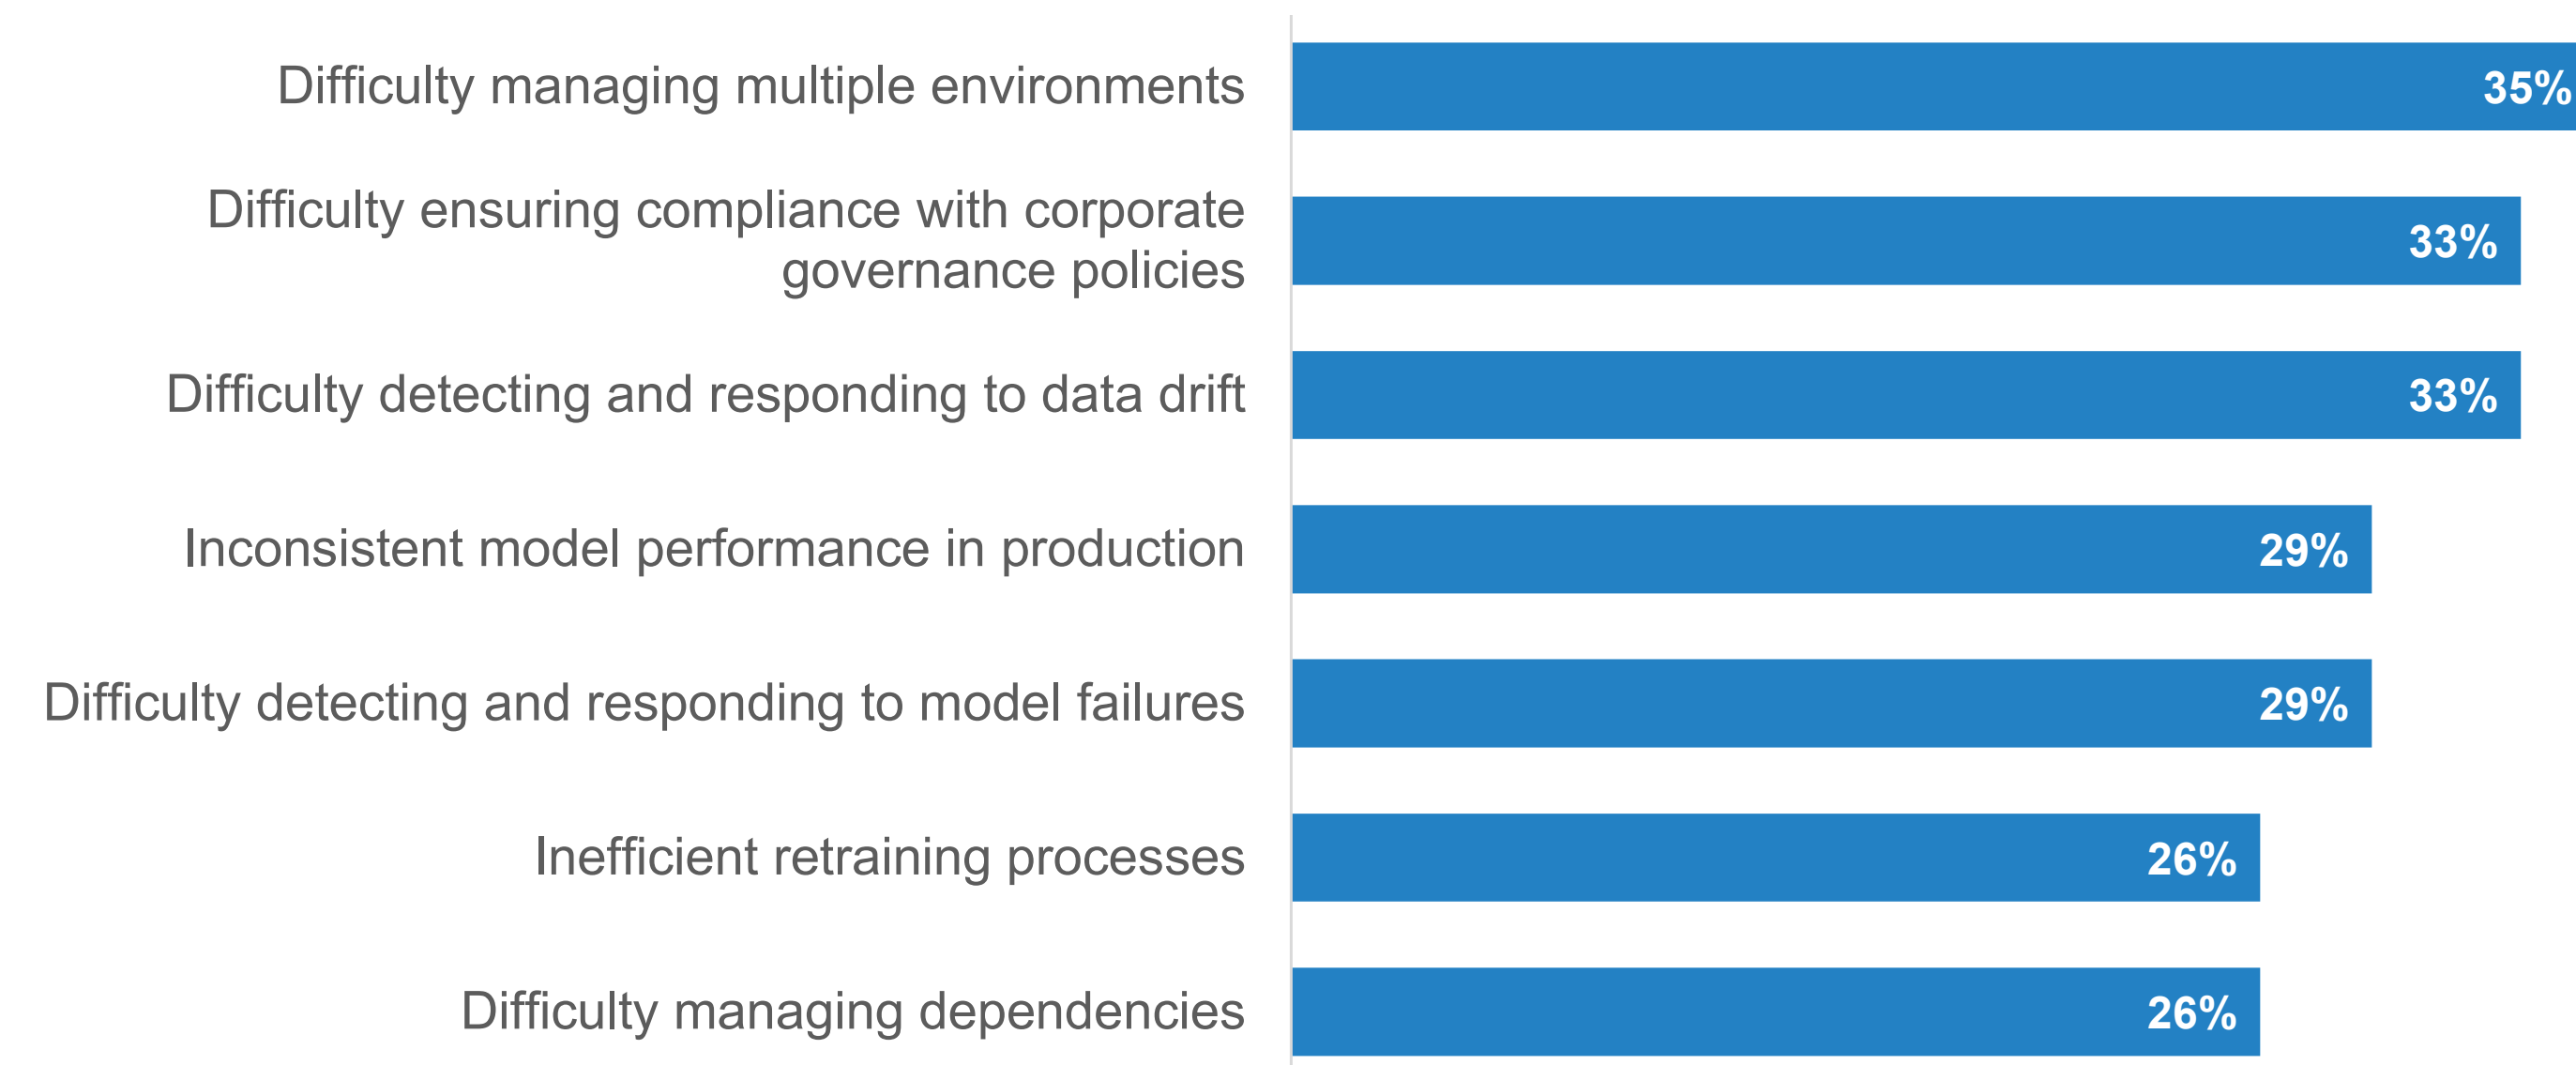 Difficulty managing multiple environments
35%
Difficulty ensuring compliance with corporate
governance policies
33%
Difficulty detecting and responding to data drift
33%
Inconsistent model performance in production
29%
Difficulty detecting and responding to model failures
29%
Inefficient retraining processes
26%
Difficulty managing dependencies
26%